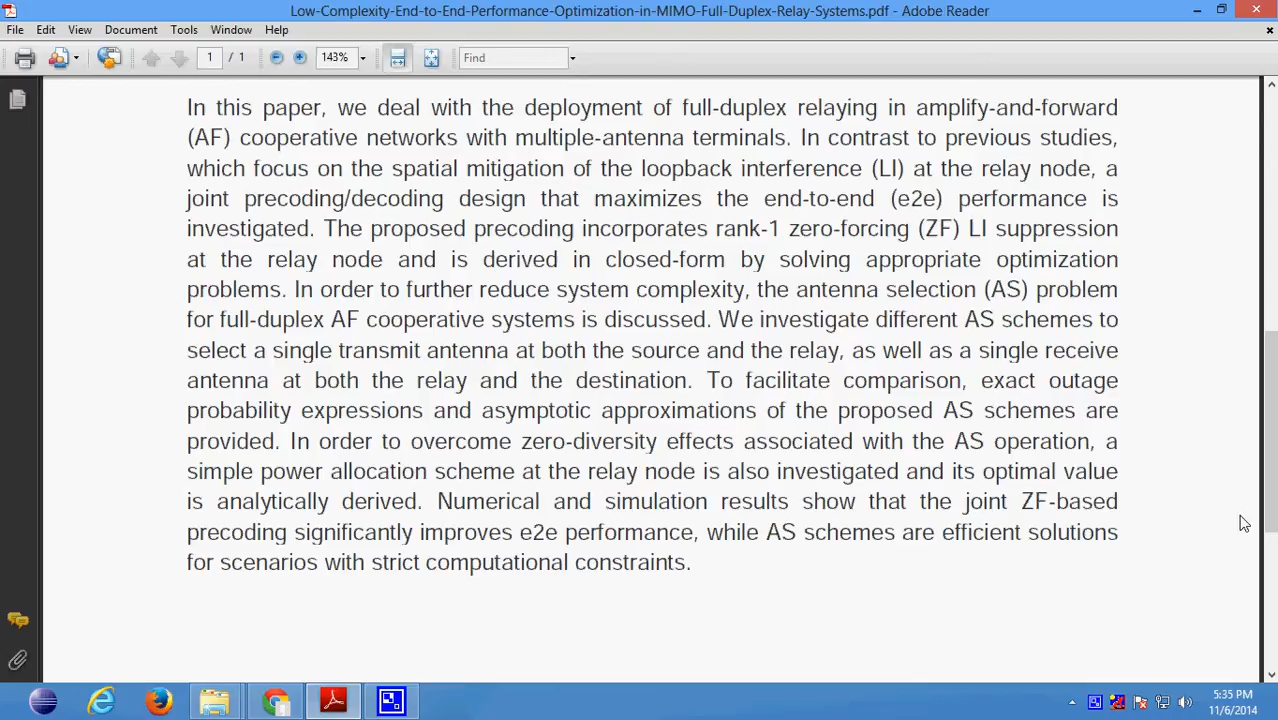 Low-Complexity-End-to-End-Performance-Optimization-in-MIMO-Full-Duplex-Relay-Systems.pdf - Adobe Reader
File Edit View Document Tools Window Help
1 / 1 143% Find
In this paper, we deal with the deployment of full-duplex relaying in amplify-and-forward
(AF) cooperative networks with multiple-antenna terminals. In contrast to previous studies,
which focus on the spatial mitigation of the loopback interference (LI) at the relay node, a
joint precoding/decoding design that maximizes the end-to-end (e2e) performance is
investigated. The proposed precoding incorporates rank-1 zero-forcing (ZF) LI suppression
at the relay node and is derived in closed-form by solving appropriate optimization
problems. In order to further reduce system complexity, the antenna selection (AS) problem
for full-duplex AF cooperative systems is discussed. We investigate different AS schemes to
select a single transmit antenna at both the source and the relay, as well as a single receive
antenna at both the relay and the destination. To facilitate comparison, exact outage
probability expressions and asymptotic approximations of the proposed AS schemes are
provided. In order to overcome zero-diversity effects associated with the AS operation, a
simple power allocation scheme at the relay node is also investigated and its optimal value
is analytically derived. Numerical and simulation results show that the joint ZF-based
precoding significantly improves e2e performance, while AS schemes are efficient solutions
for scenarios with strict computational constraints.
5:35 PM
11/6/2014